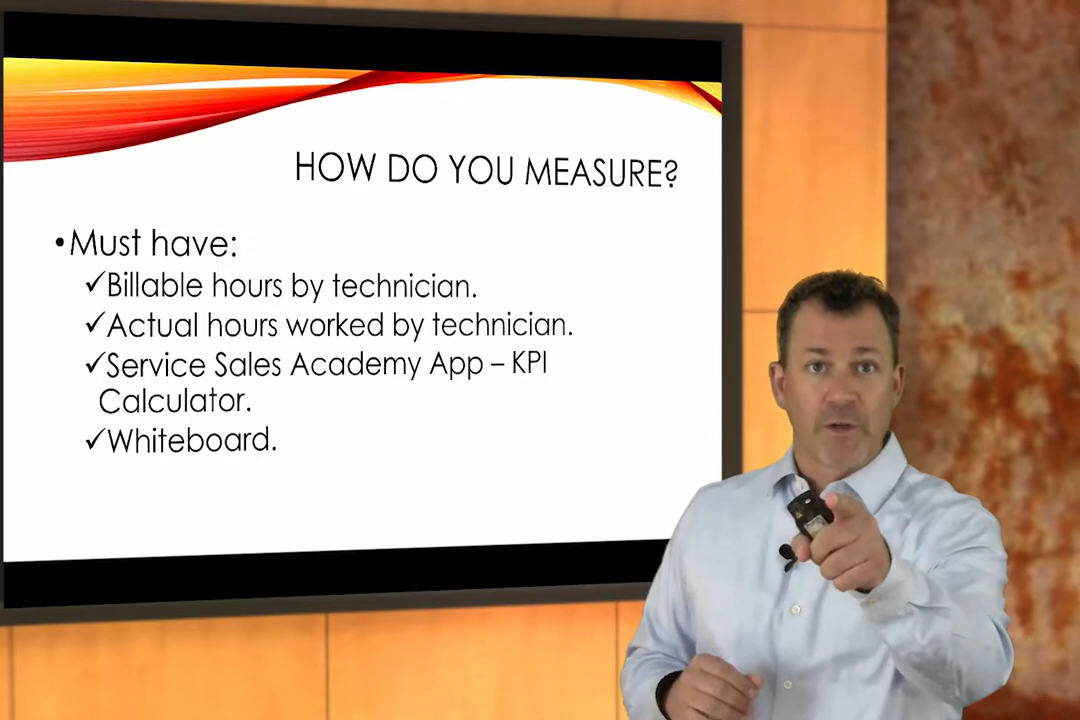 HOW DO YOU MEASURE?
•Must have:
✓Billable hours by technician.
✓Actual hours worked by technician.
✓Service Sales Academy App – KPI
Calculator.
✓Whiteboard.